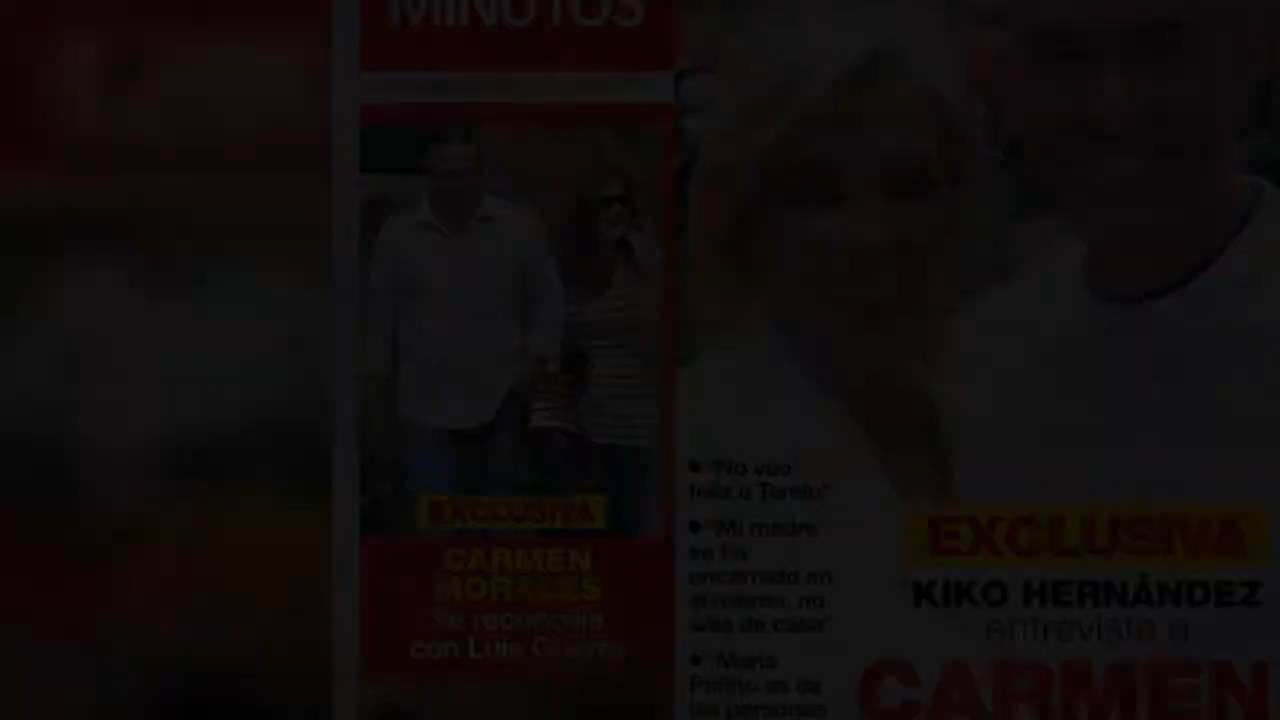 MINUTOS
EXCLUSIVA
CARMEN
MORALES
Se reconcilia
con Luis Guerra
• "No veo
feliz a Terelu"
• "Mi madre
se ha
encerrado en
sí misma, no
sale de casa"
• "María
Patiño es de
las personas
EXCLUSIVA
KIKO HERNÁNDEZ
entrevista a
CARMEN